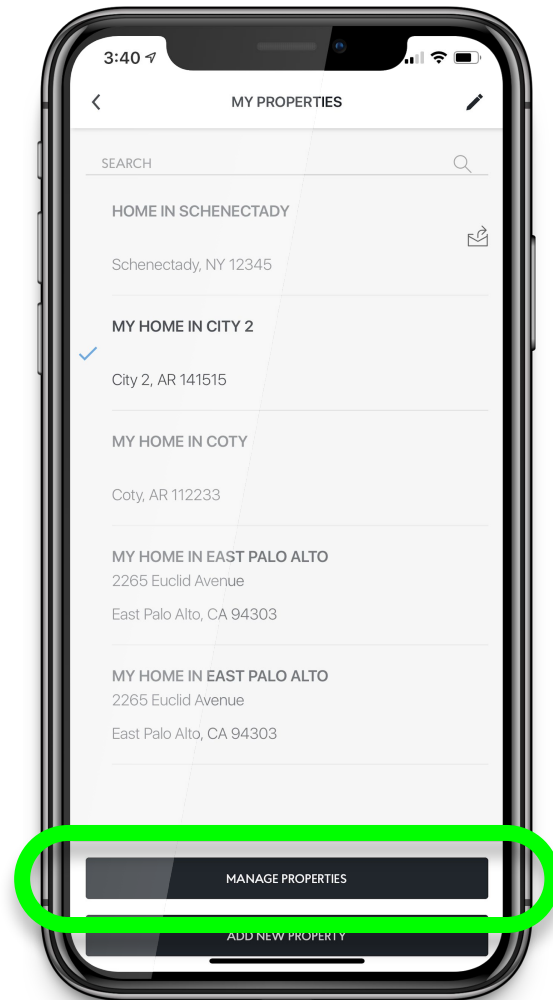 3:40
MY PROPERTIES
SEARCH
HOME IN SCHENECTADY
Schenectady, NY 12345
MY HOME IN CITY 2
City 2, AR 141515
MY HOME IN COTY
Coty, AR 112233
MY HOME IN EAST PALO ALTO
2265 Euclid Avenue
East Palo Alto, CA 94303
MY HOME IN EAST PALO ALTO
2265 Euclid Avenue
East Palo Alto, CA 94303
MANAGE PROPERTIES
ADD NEW PROPERTY